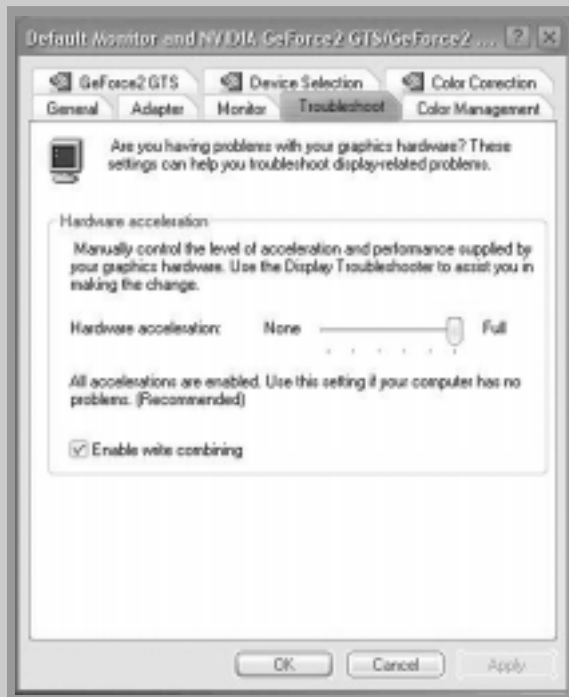 Default Monitor and NVIDIA GeForce2 GTS/GeForce2 ...
GeForce2 GTS Device Selection Color Correction
General Adapter Monitor Troubleshoot Color Management
Are you having problems with your graphics hardware? These
settings can help you troubleshoot display-related problems.
Hardware acceleration
Manually control the level of acceleration and performance supplied by
your graphics hardware. Use the Display Troubleshooter to assist you in
making the change.
Hardware acceleration: None Full
All accelerations are enabled. Use this setting if your computer has no
problems. (Recommended)
Enable write combining
OK Cancel Apply